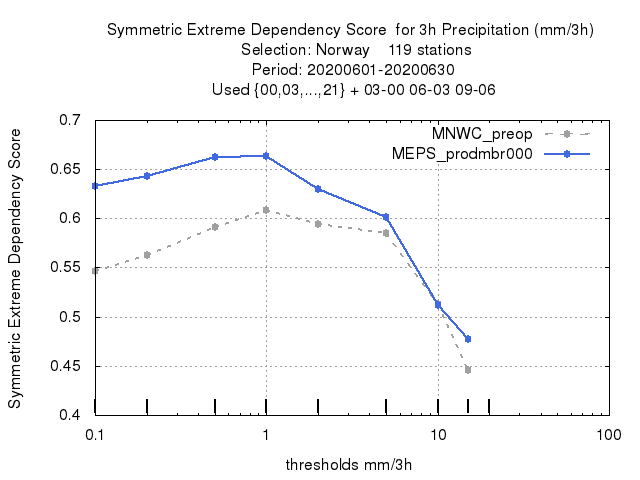 Symmetric Extreme Dependency Score  for 3h Precipitation (mm/3h)
Selection: Norway    119 stations
Period: 20200601-20200630
Used {00,03,...,21} + 03-00 06-03 09-06
MNWC_preop
MEPS_prodmbr000
Symmetric Extreme Dependency Score
0.7
0.65
0.6
0.55
0.5
0.45
0.4
0.1 1 10 100
thresholds mm/3h